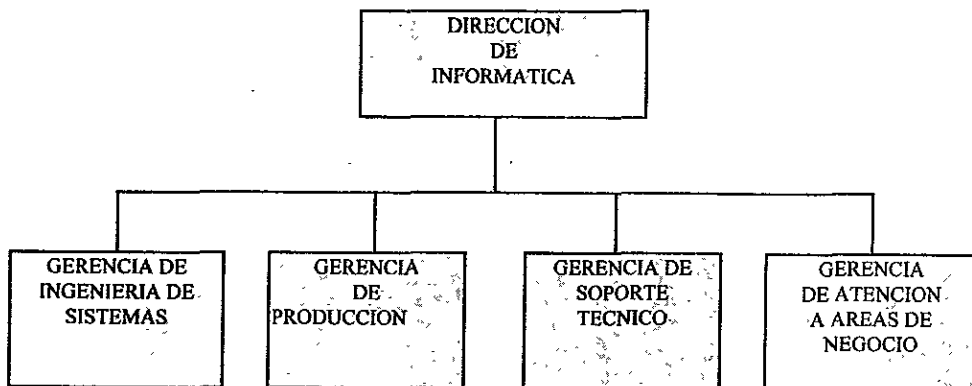 DIRECCION
DE
INFORMATICA
GERENCIA DE
INGENIERIA DE
SISTEMAS
GERENCIA
DE
PRODUCCION
GERENCIA DE
SOPORTE
TECNICO
GERENCIA
DE ATENCION
A AREAS DE
NEGOCIO